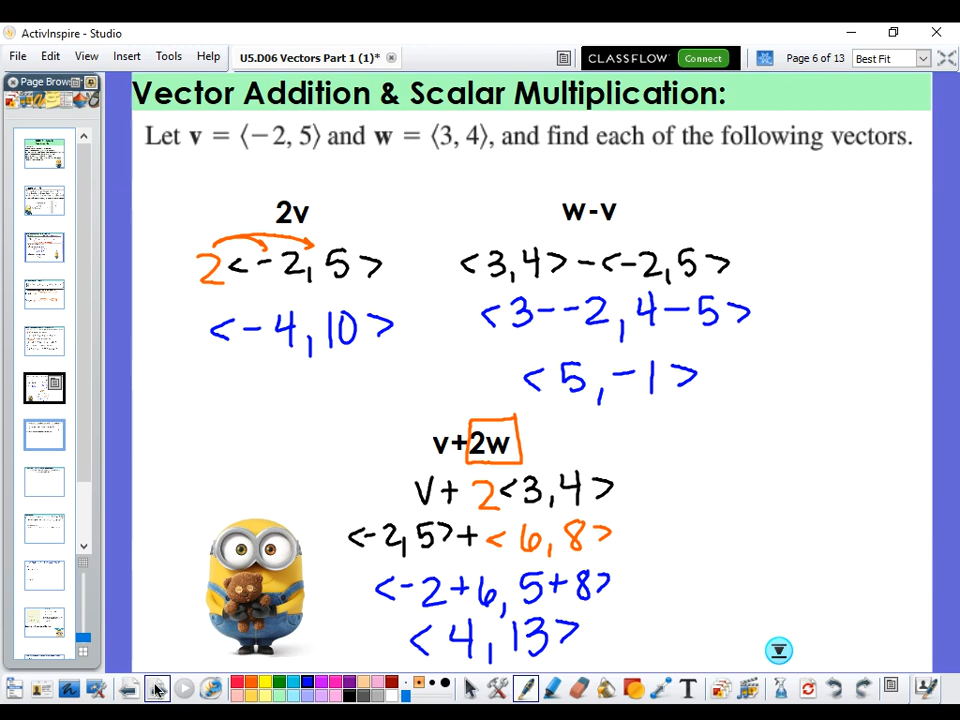 ActivInspire - Studio
File Edit View Insert Tools Help U5.D06 Vectors Part 1 (1)* CLASSFLOW Connect Page 6 of 13 Best Fit
Page Brow
Vector Addition & Scalar Multiplication:
Let v = ⟨−2, 5⟩ and w = ⟨3, 4⟩, and find each of the following vectors.
2v
2<-2, 5>
<-4, 10>
w-v
<3,4>-<-2,5>
<3--2, 4-5>
<5, -1>
v+2w
V+ 2<3,4>
<-2,5>+<6,8>
<-2+6, 5+8>
<4, 13>
T